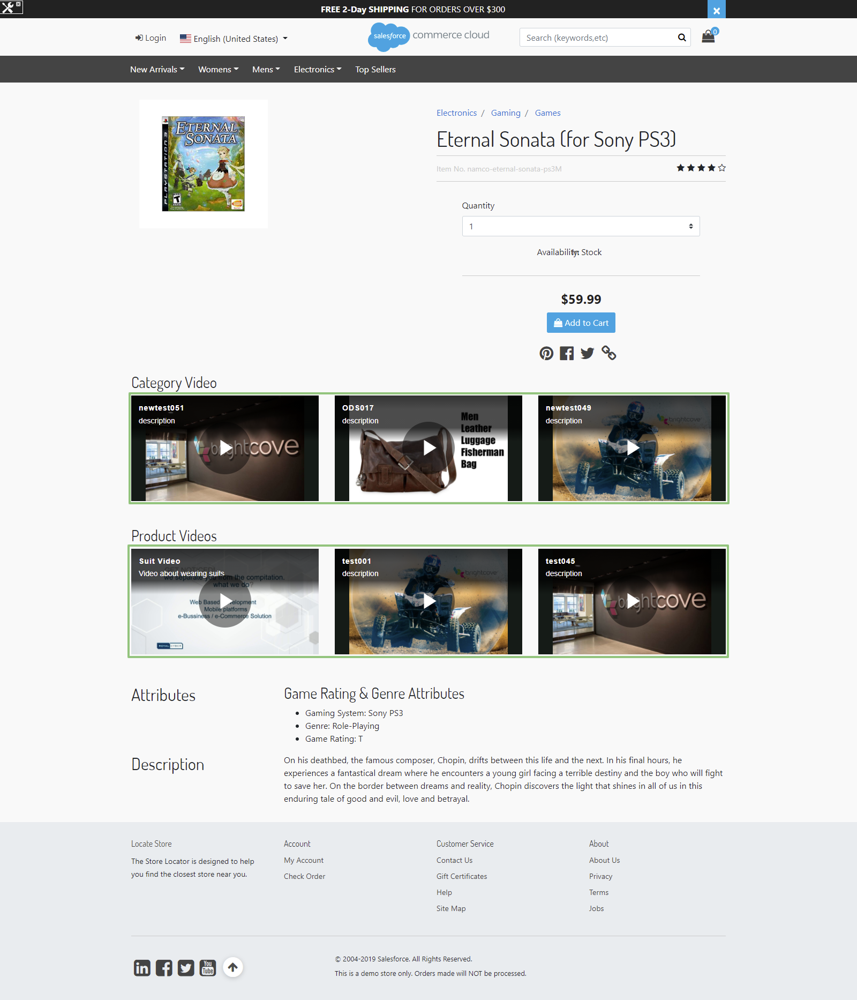 FREE 2-Day SHIPPING FOR ORDERS OVER $300
Login
English (United States)
salesforce commerce cloud
Search (keywords,etc)
0
New Arrivals
Womens
Mens
Electronics
Top Sellers
PLAYSTATION 3
ETERNAL
SONATA
T
Electronics / Gaming / Games
Eternal Sonata (for Sony PS3)
Item No. namco-eternal-sonata-ps3M
Quantity
1
Availability: In Stock
$59.99
Add to Cart
Category Video
newtest051
description
brightcove
ODS017
description
Men
Leather
Luggage
Fisherman
Bag
newtest049
description
brightcove
Product Videos
Suit Video
Video about wearing suits
GET NOTICED!
we separate you from the compitation.
what we do?
Web Based Development
Mobile platforms
e-Bussiness / e-Commerce Solution
ROYAL CYBER
test001
description
brightcove
test045
description
brightcove
Attributes
Game Rating & Genre Attributes
Gaming System: Sony PS3
Genre: Role-Playing
Game Rating: T
Description
On his deathbed, the famous composer, Chopin, drifts between this life and the next. In his final hours, he
experiences a fantastical dream where he encounters a young girl facing a terrible destiny and the boy who will fight
to save her. On the border between dreams and reality, Chopin discovers the light that shines in all of us in this
enduring tale of good and evil, love and betrayal.
Locate Store
The Store Locator is designed to help
you find the closest store near you.
Account
My Account
Check Order
Customer Service
Contact Us
Gift Certificates
Help
Site Map
About
About Us
Privacy
Terms
Jobs
in
You
Tube
© 2004-2019 Salesforce. All Rights Reserved.
This is a demo store only. Orders made will NOT be processed.